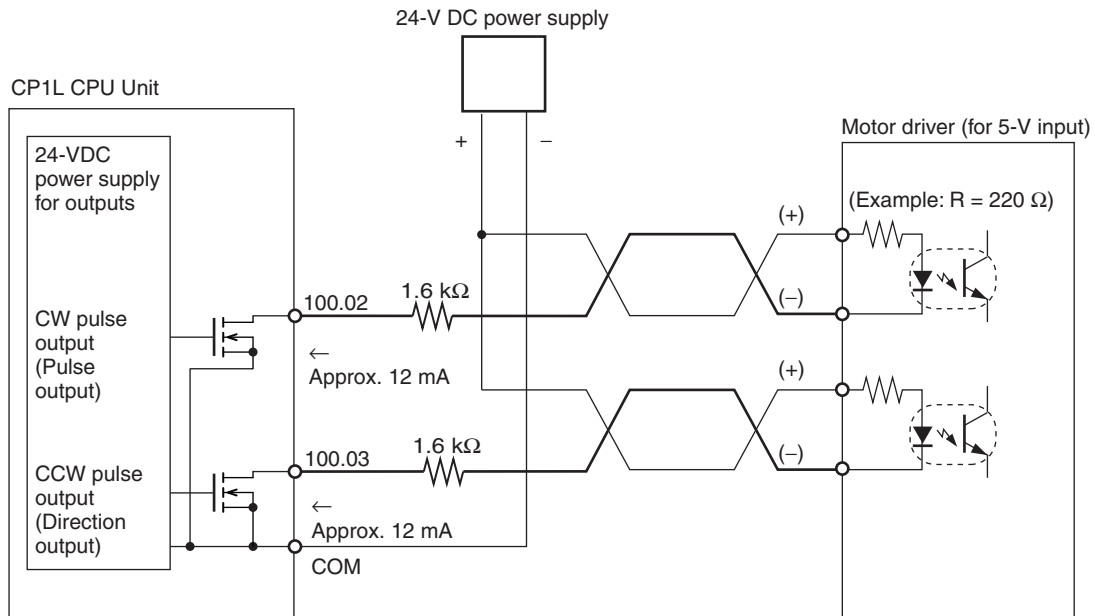 24-V DC power supply
CP1L CPU Unit
+
−
Motor driver (for 5-V input)
24-VDC
power supply
for outputs
(Example: R = 220 Ω)
(+)
(−)
100.02
1.6 kΩ
CW pulse
output
(Pulse
output)
←
Approx. 12 mA
(+)
(−)
100.03
1.6 kΩ
CCW pulse
output
(Direction
output)
←
Approx. 12 mA
COM